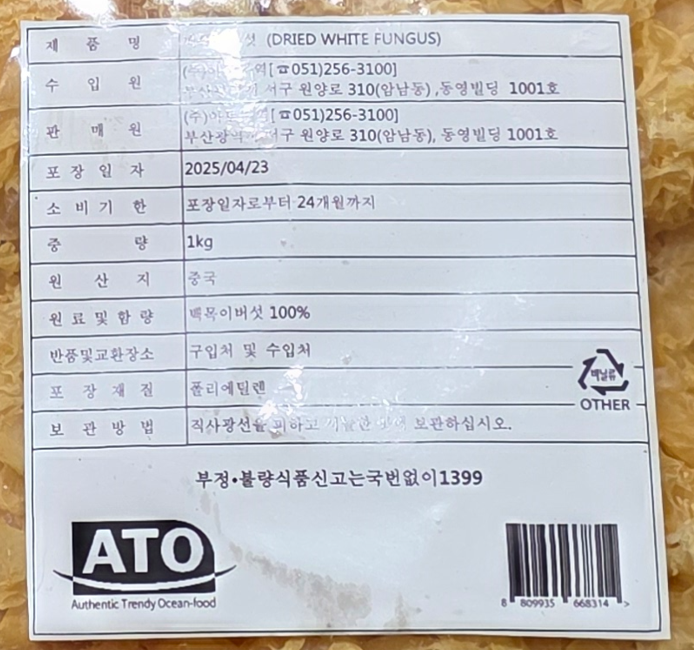 제 품 명 (DRIED WHITE FUNGUS)
수 입 원 [☎051)256-3100]
서구 원양로 310(암남동) ,동영빌딩 1001호
판 매 원 [☎051)256-3100]
부산광역 서구 원양로 310(암남동), 동영빌딩 1001호
포 장 일 자 2025/04/23
소 비 기 한 포장일자로부터 24개월까지
중 량 1kg
원 산 지 중국
원 료 및 함 량 백목이버섯 100%
반품및교환장소 구입처 및 수입처
포 장 재 질 폴리에틸렌
비닐류
OTHER
보 관 방 법 직사광선을 피하고 보관하십시오.
부정•불량식품신고는국번없이1399
ATO
Authentic Trendy Ocean-food
8 809935 668314 >